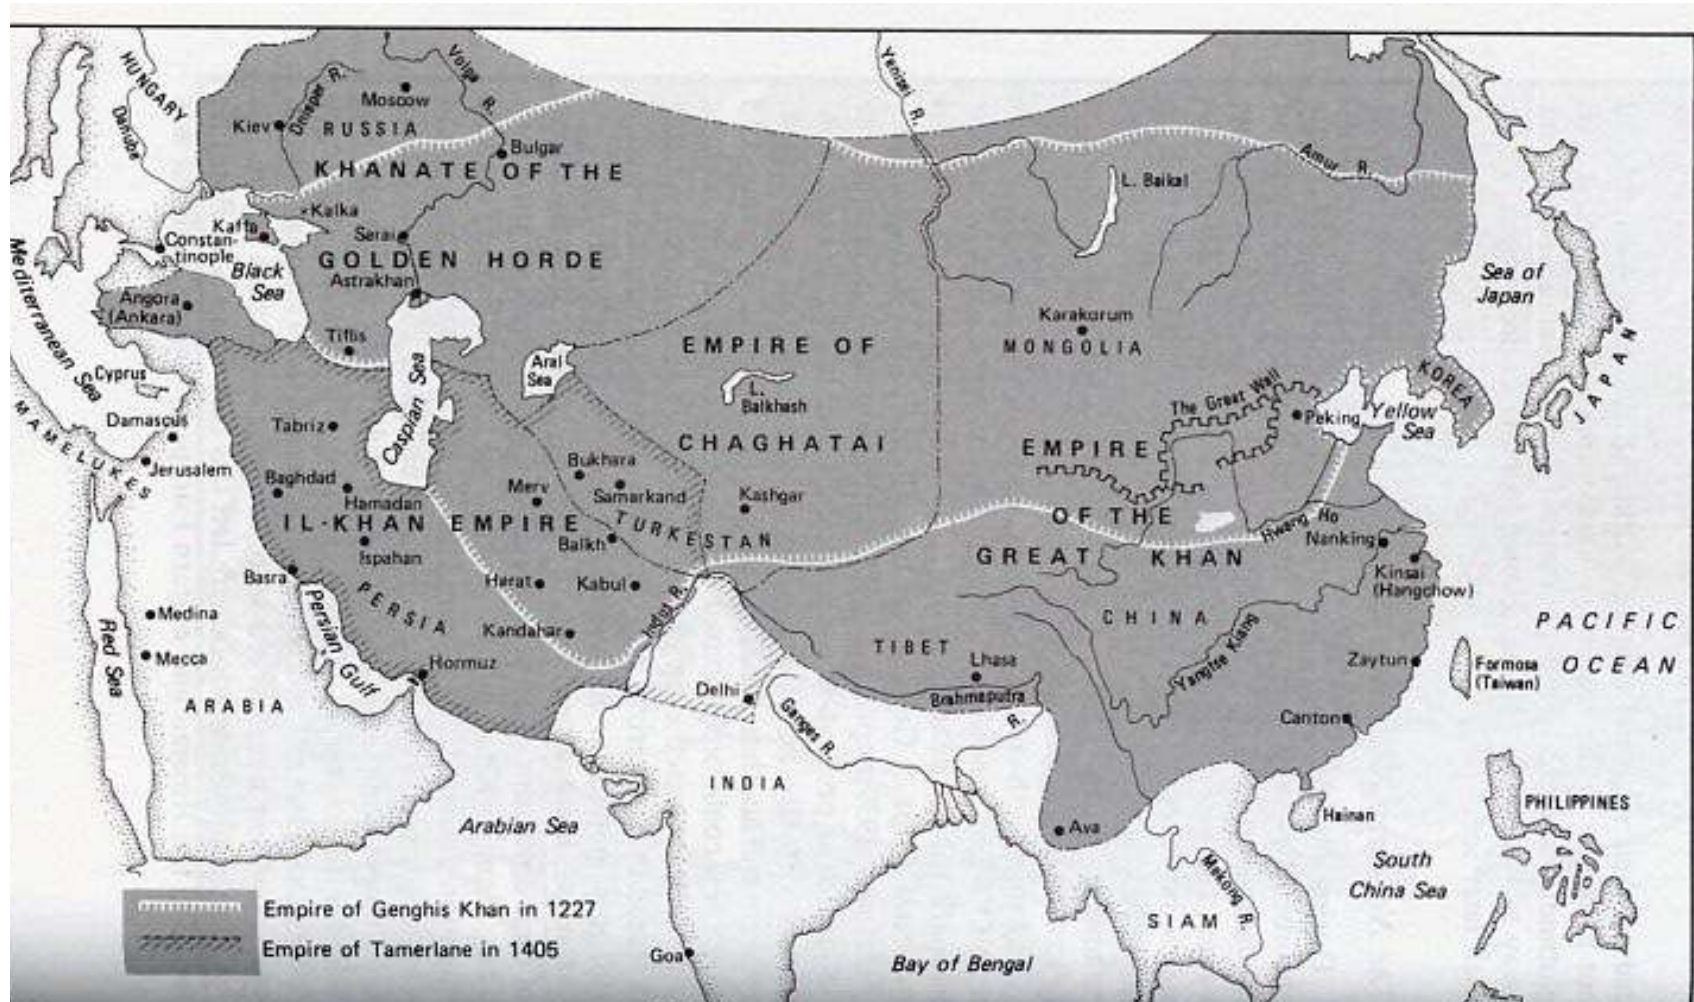 HUNGARY
Danube
Kiev
Dnieper R.
Moscow
Volga R.
RUSSIA
Bulgar
KHANATE OF THE
Kalka
Kaffa
Serai
Constan-
tinople
Black
Sea
GOLDEN HORDE
Astrakhan
Mediterranean Sea
Angora
(Ankara)
Tiflis
Caspian Sea
Aral
Sea
Cyprus
Damascus
MAMELUKES
Jerusalem
Tabriz
Baghdad
Hamadan
IL-KHAN EMPIRE
Ispahan
Basra
PERSIA
Persian Gulf
Hormuz
Medina
Mecca
Red Sea
ARABIA
Merv
Bukhara
Samarkand
TURKESTAN
Balkh
Herat
Kabul
Kandahar
Indus R.
EMPIRE OF
L.
Balkhash
CHAGHATAI
Kashgar
Yenisei R.
L. Baikal
Amur R.
Karakorum
MONGOLIA
The Great Wall
Peking
Yellow
Sea
KOREA
Sea of
Japan
JAPAN
EMPIRE
OF THE
GREAT KHAN
Hwang Ho
Nanking
Kinsai
(Hangchow)
CHINA
Yangtse Kiang
TIBET
Lhasa
Brahmaputra
R.
Zaytun
Formosa
(Taiwan)
PACIFIC
OCEAN
Canton
Delhi
Ganges R.
INDIA
Ava
Hainan
PHILIPPINES
South
China Sea
Mekong R.
SIAM
Arabian Sea
Goa
Bay of Bengal
Empire of Genghis Khan in 1227
Empire of Tamerlane in 1405